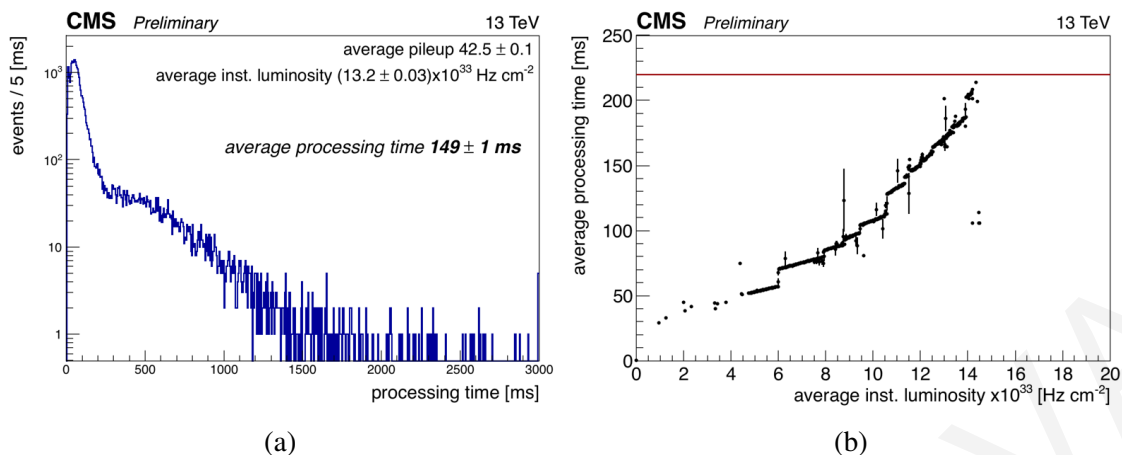 CMS Preliminary 13 TeV
average pileup 42.5 ± 0.1
average inst. luminosity (13.2 ± 0.03)x10³³ Hz cm⁻²
average processing time 149 ± 1 ms
events / 5 [ms]
10³
10²
10
1
0 500 1000 1500 2000 2500 3000
processing time [ms]
(a)
CMS Preliminary 13 TeV
average processing time [ms]
250
200
150
100
50
0
0 2 4 6 8 10 12 14 16 18 20
average inst. luminosity x10³³ [Hz cm⁻²]
(b)